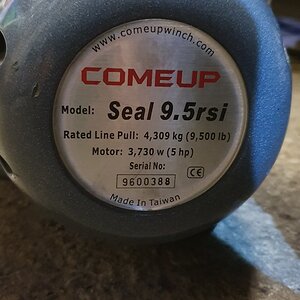 www.comeupwinch.com
COMEUP
Model: Seal 9.5rsi
Rated Line Pull: 4,309 kg (9,500 lb)
Motor: 3,730 w (5 hp)
Serial No:
9600388 CE
Made In Taiwan